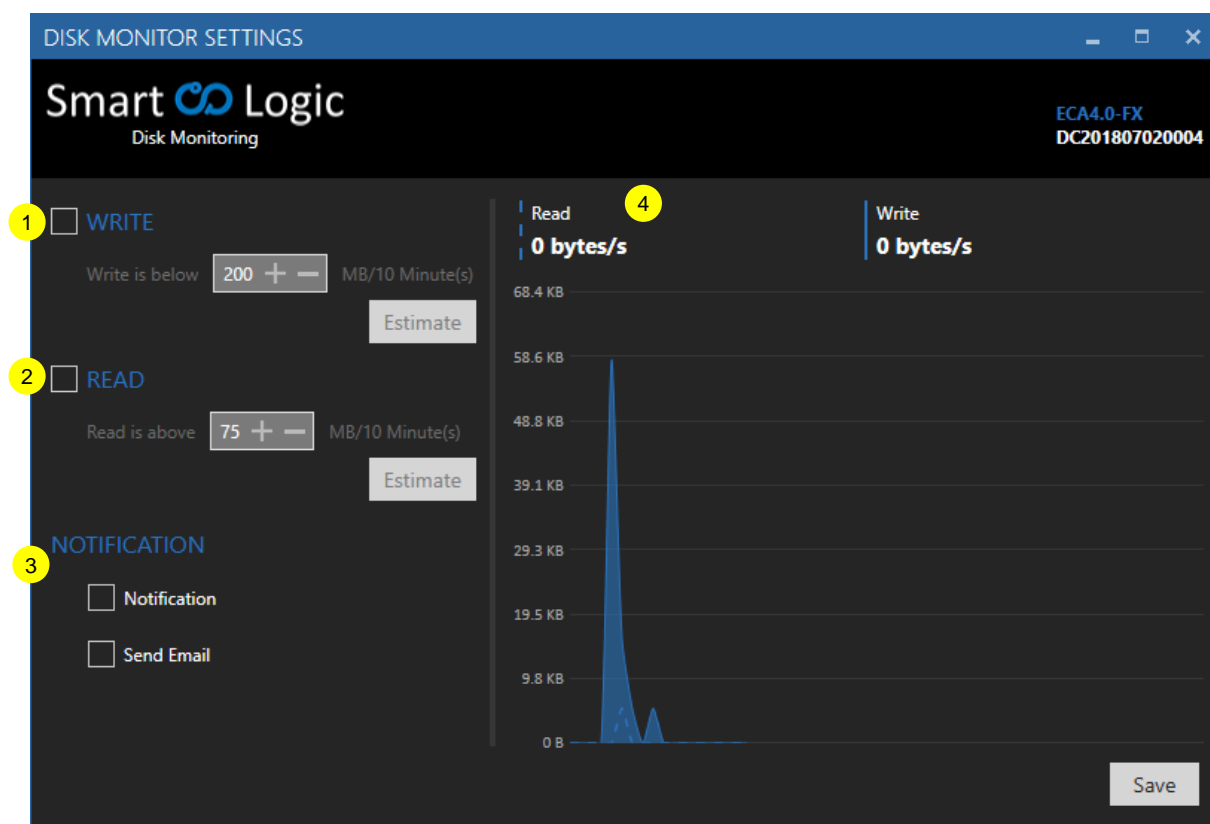 DISK MONITOR SETTINGS
Smart Logic
Disk Monitoring
ECA4.0-FX
DC201807020004
1
WRITE
Write is below 200 + — MB/10 Minute(s)
Estimate
2
READ
Read is above 75 + — MB/10 Minute(s)
Estimate
3
NOTIFICATION
Notification
Send Email
4
Read
0 bytes/s
Write
0 bytes/s
68.4 KB
58.6 KB
48.8 KB
39.1 KB
29.3 KB
19.5 KB
9.8 KB
0 B
Save